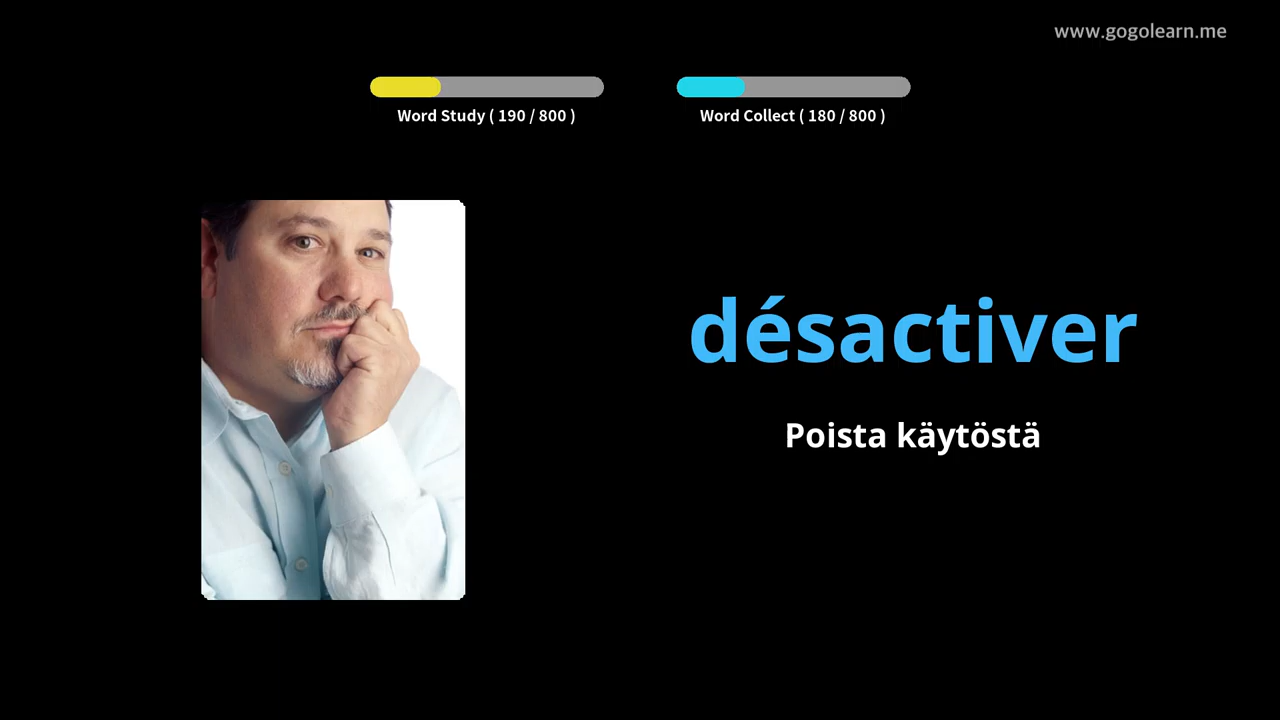 www.gogolearn.me
Word Study ( 190 / 800 )
Word Collect ( 180 / 800 )
désactiver
Poista käytöstä